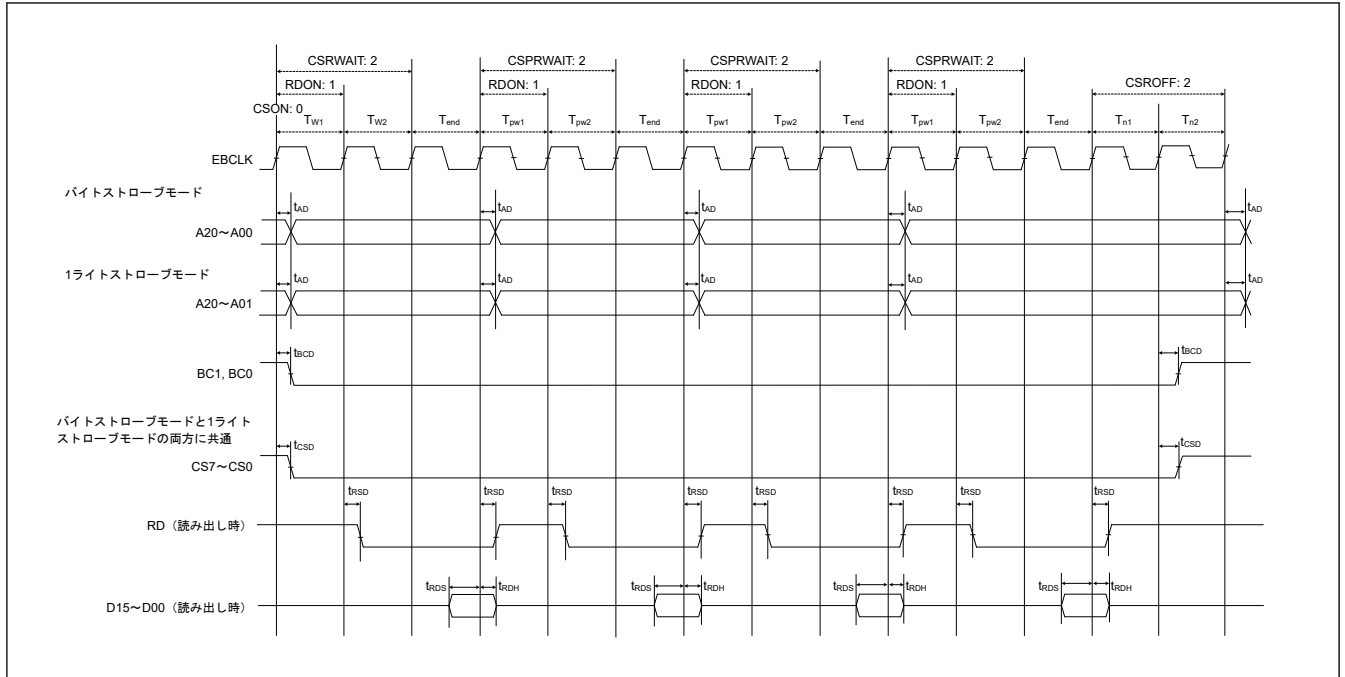 CSRWAIT: 2 CSPRWAIT: 2 CSPRWAIT: 2 CSPRWAIT: 2
RDON: 1 RDON: 1 RDON: 1 RDON: 1 CSROFF: 2
CSON: 0
TW1 TW2 Tend Tpw1 Tpw2 Tend Tpw1 Tpw2 Tend Tpw1 Tpw2 Tend Tn1 Tn2
EBCLK
バイトストローブモード
tAD tAD tAD tAD tAD
A20～A00
1ライトストローブモード
tAD tAD tAD tAD tAD
A20～A01
tBCD tBCD
BC1, BC0
バイトストローブモードと1ライト
ストローブモードの両方に共通
tCSD tCSD
CS7～CS0
tRSD tRSD tRSD tRSD tRSD tRSD tRSD tRSD
RD（読み出し時）
tRDS tRDH tRDS tRDH tRDS tRDH tRDS tRDH
D15～D00（読み出し時）